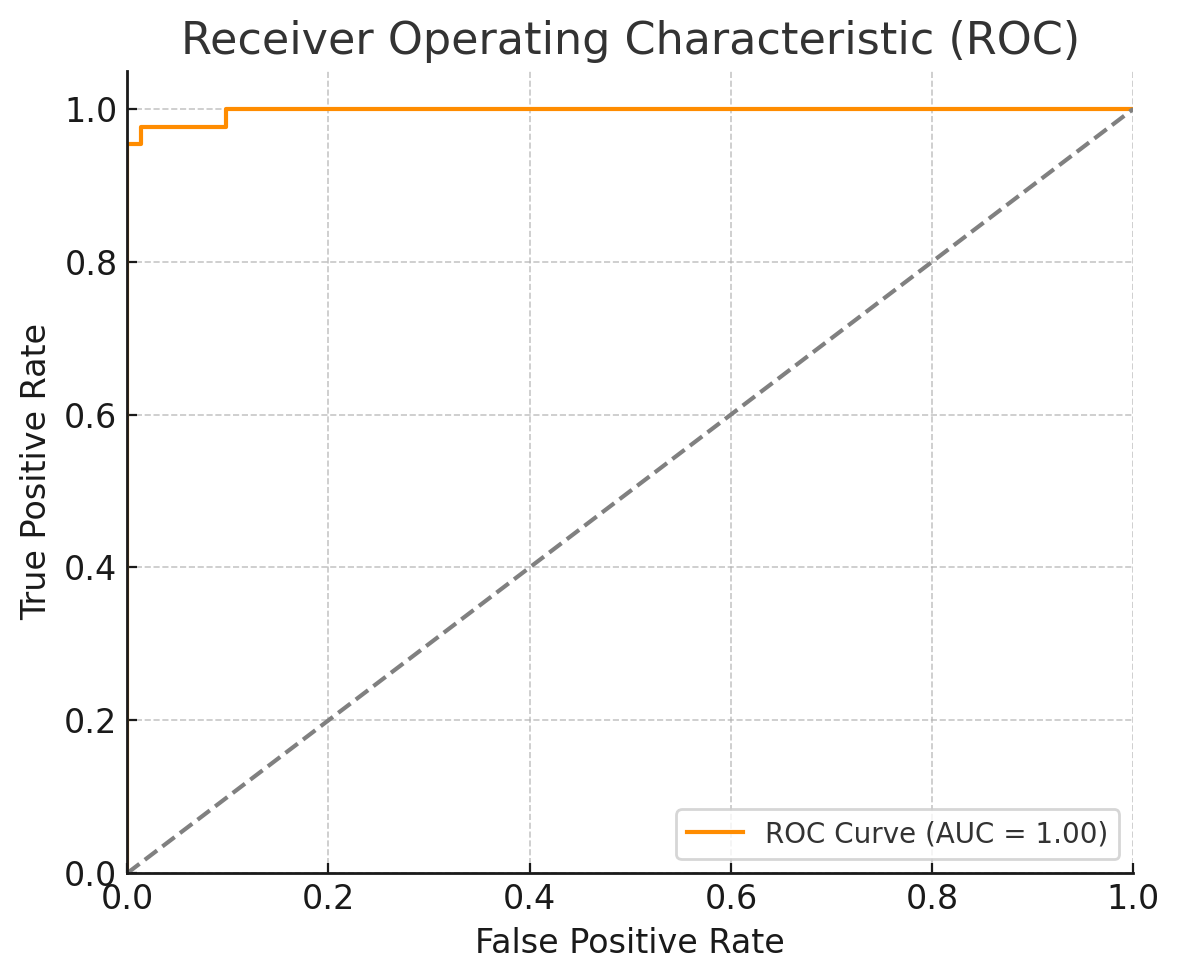 Receiver Operating Characteristic (ROC)
1.0
0.8
0.6
0.4
0.2
0.0
True Positive Rate
ROC Curve (AUC = 1.00)
0.0 0.2 0.4 0.6 0.8 1.0
False Positive Rate